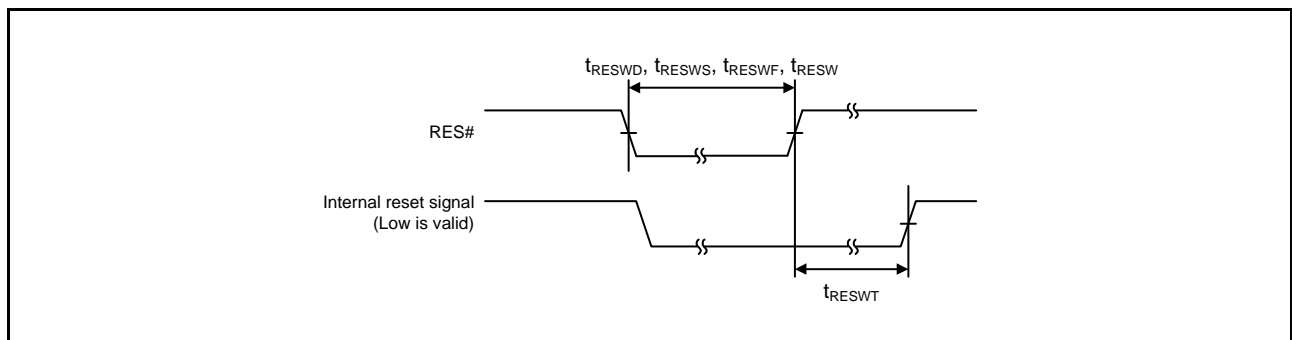 tRESWD, tRESWS, tRESWF, tRESW
RES#
Internal reset signal
(Low is valid)
tRESWT